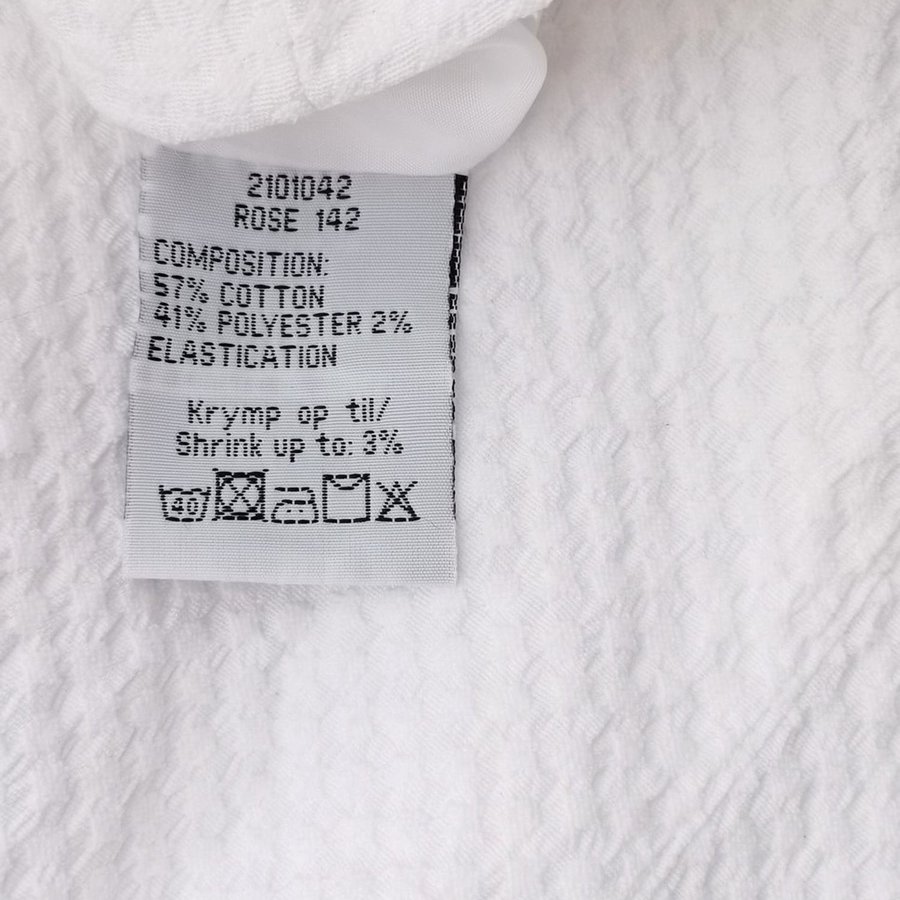 2101042
ROSE 142
COMPOSITION:
57% COTTON
41% POLYESTER 2%
ELASTICATION
Krymp op til/
Shrink up to: 3%
40